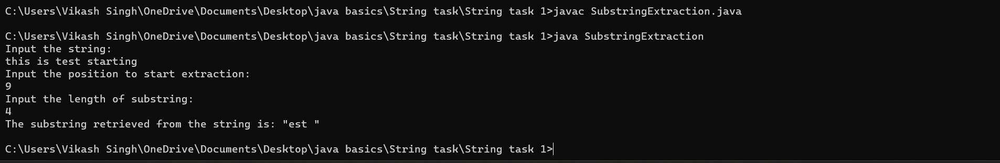 C:\Users\Vikash Singh\OneDrive\Documents\Desktop\java basics\String task\String task 1>javac SubstringExtraction.java
C:\Users\Vikash Singh\OneDrive\Documents\Desktop\java basics\String task\String task 1>java SubstringExtraction
Input the string:
this is test starting
Input the position to start extraction:
9
Input the length of substring:
4
The substring retrieved from the string is: "est "
C:\Users\Vikash Singh\OneDrive\Documents\Desktop\java basics\String task\String task 1>